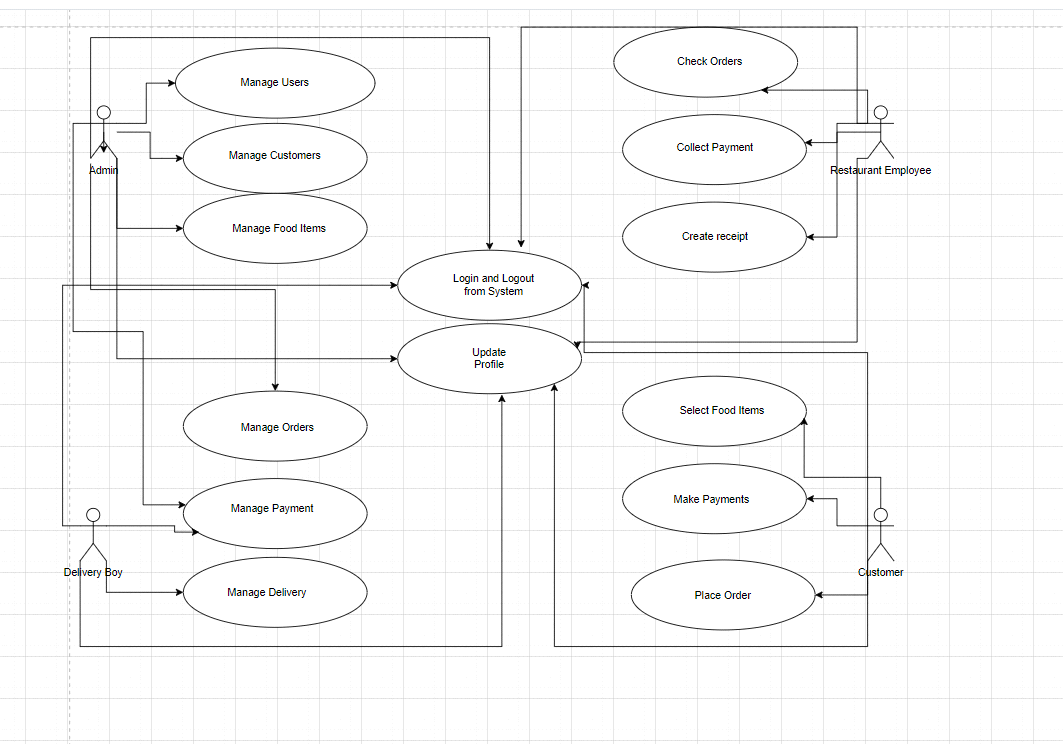 Check Orders
Manage Users
Collect Payment
Manage Customers
Admin
Restaurant Employee
Manage Food Items
Create receipt
Login and Logout
from System
Update
Profile
Select Food Items
Manage Orders
Make Payments
Manage Payment
Delivery Boy
Customer
Manage Delivery
Place Order